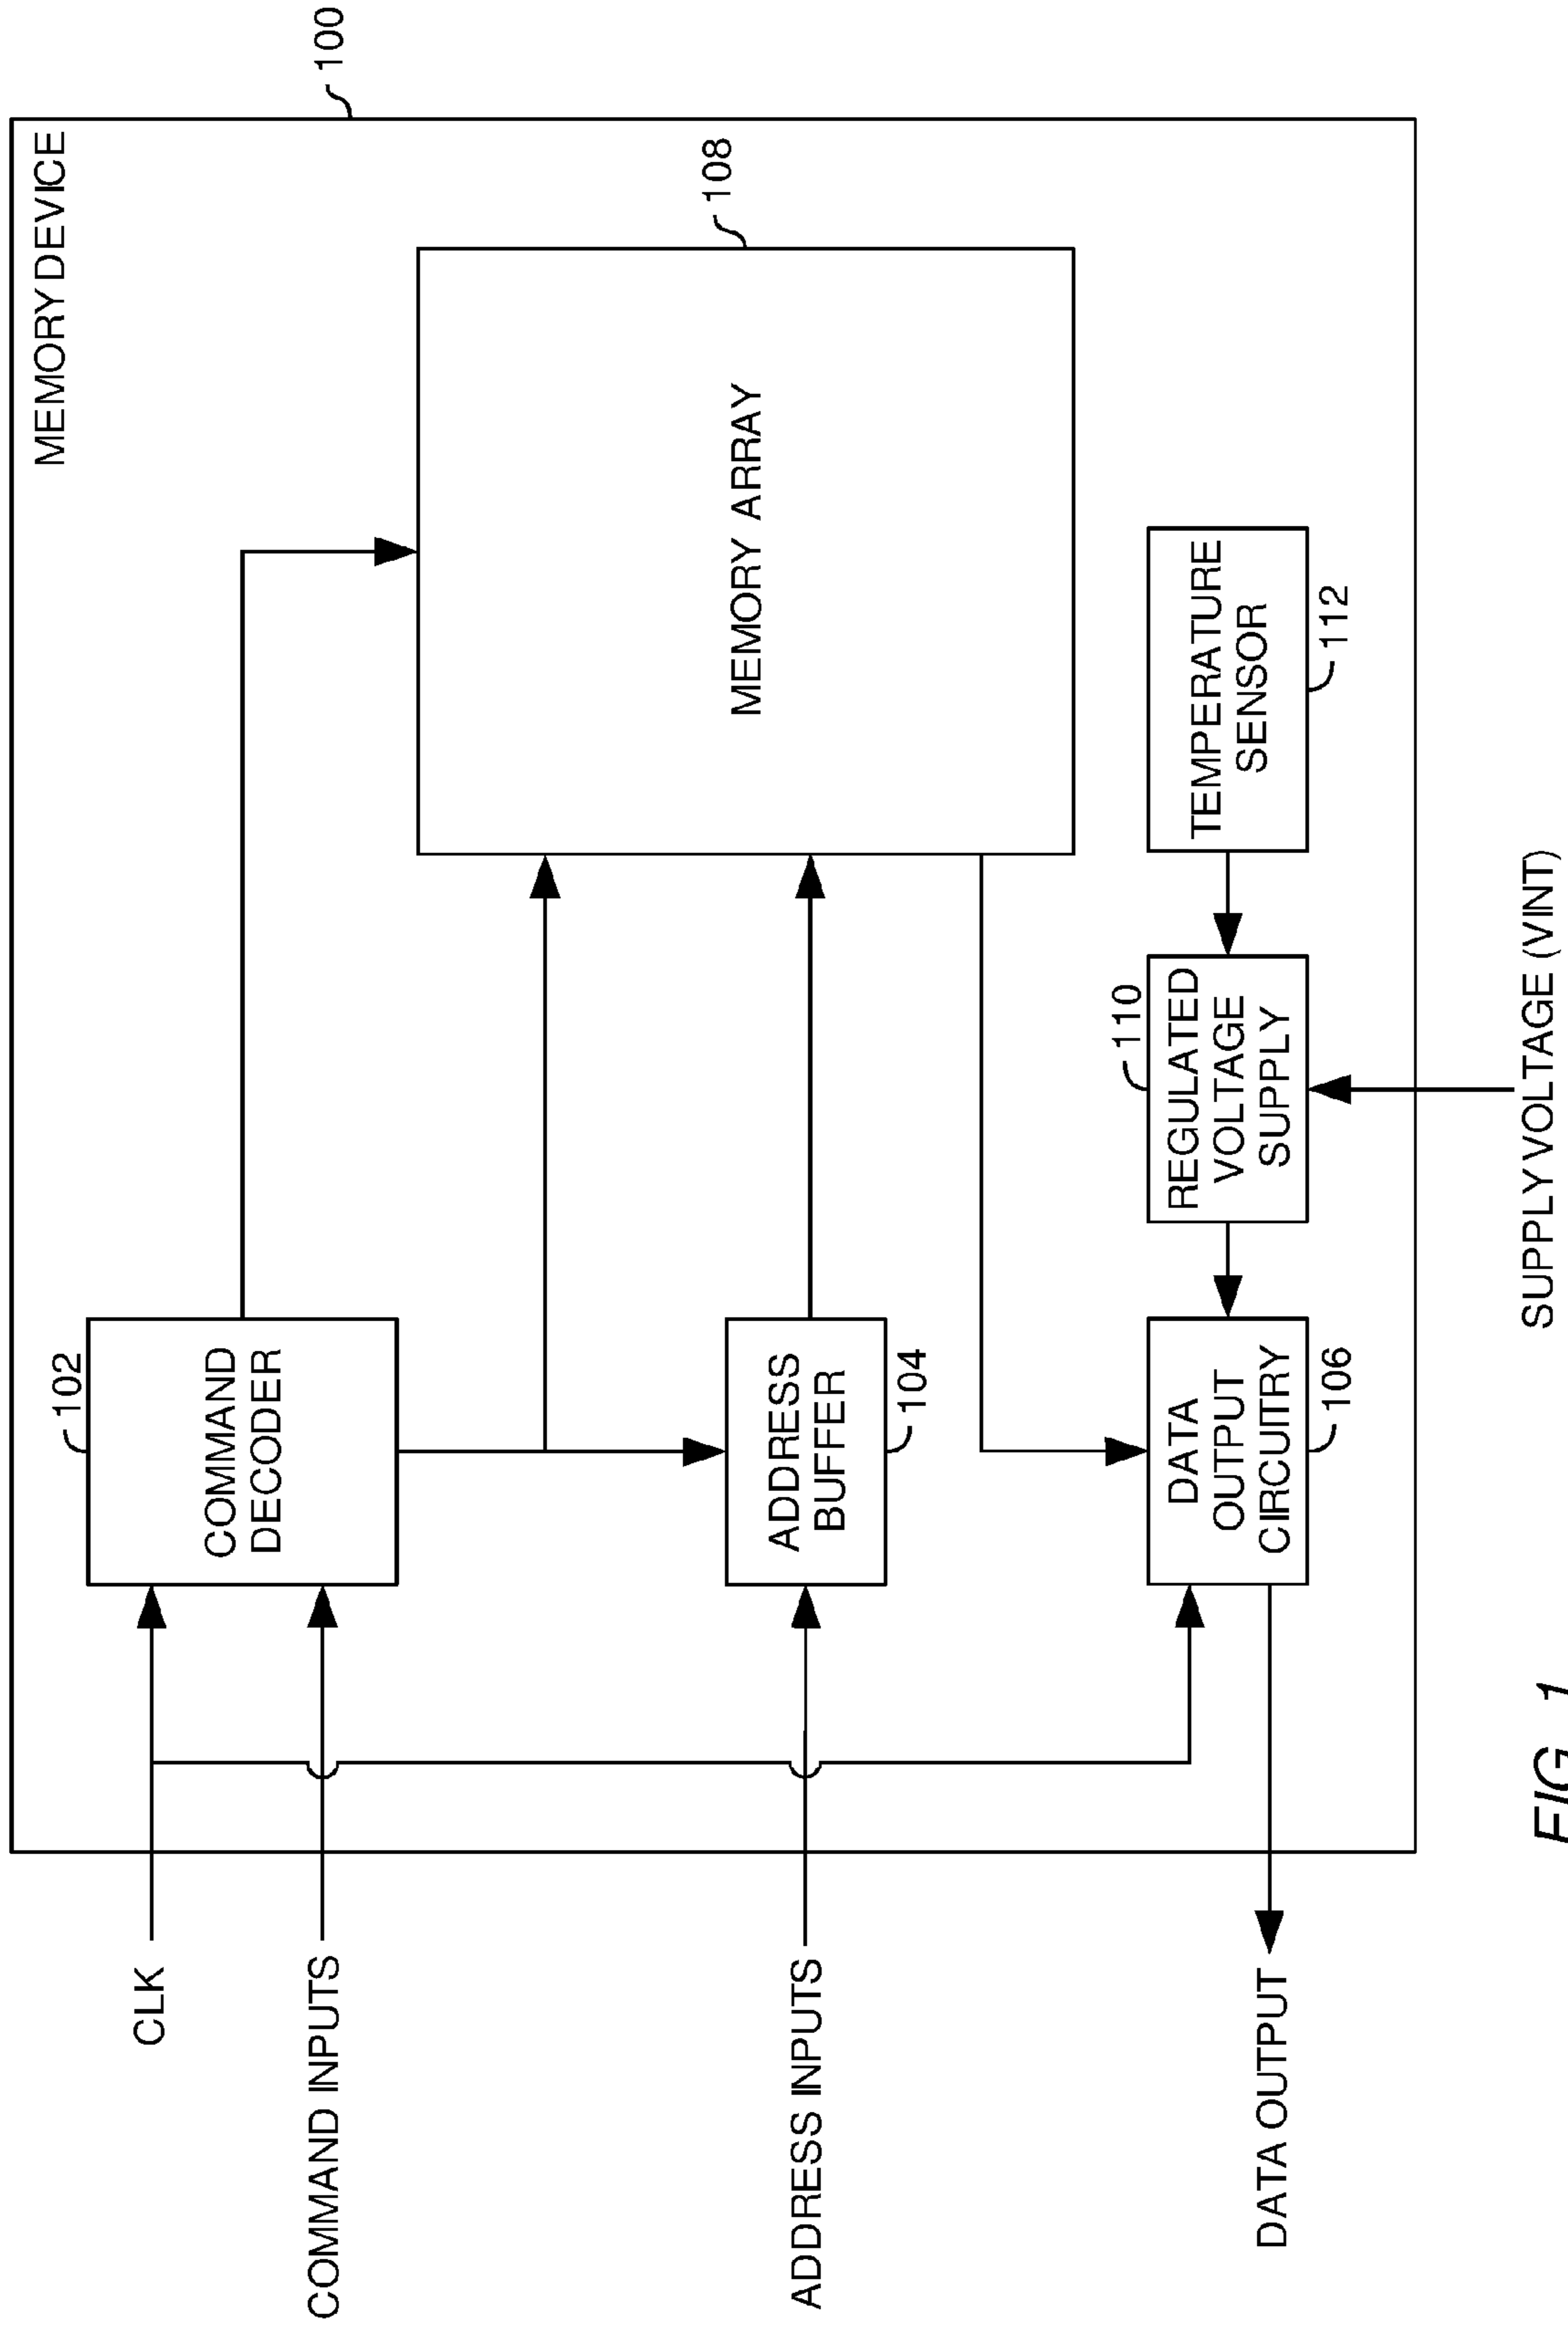 MEMORY DEVICE
100
CLK
102
COMMAND
DECODER
COMMAND INPUTS
108
MEMORY ARRAY
ADDRESS INPUTS
ADDRESS
BUFFER
104
110
DATA OUTPUT
DATA
OUTPUT
CIRCUITRY
106
REGULATED
VOLTAGE
SUPPLY
TEMPERATURE
SENSOR
112
SUPPLY VOLTAGE (VINT)
FIG. 1